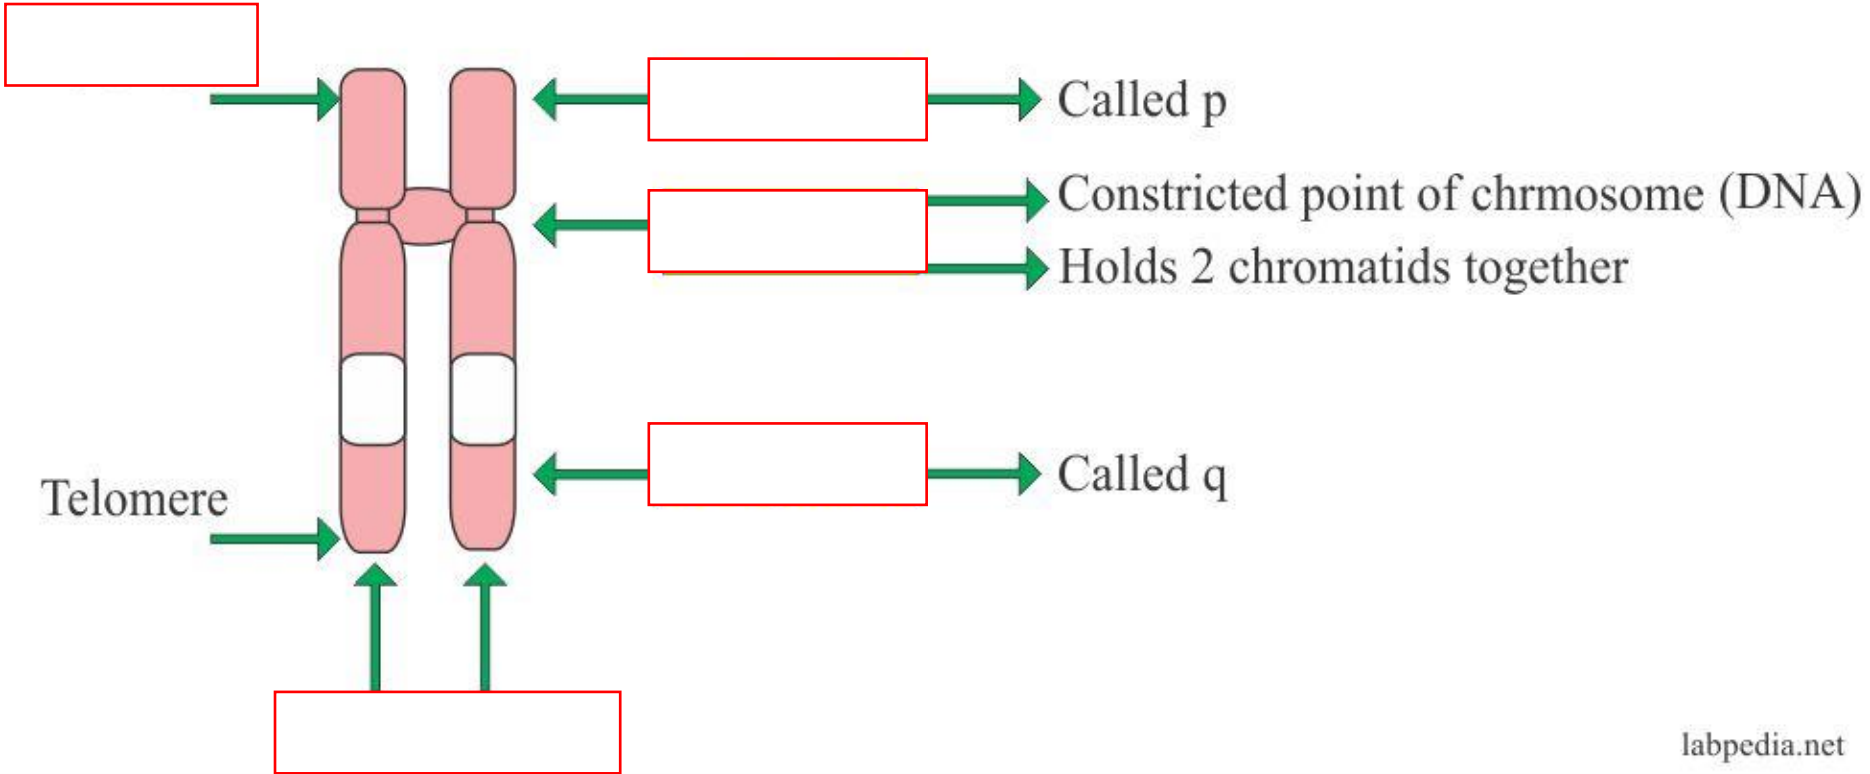 Called p
Constricted point of chrmosome (DNA)
Holds 2 chromatids together
Called q
Telomere
labpedia.net